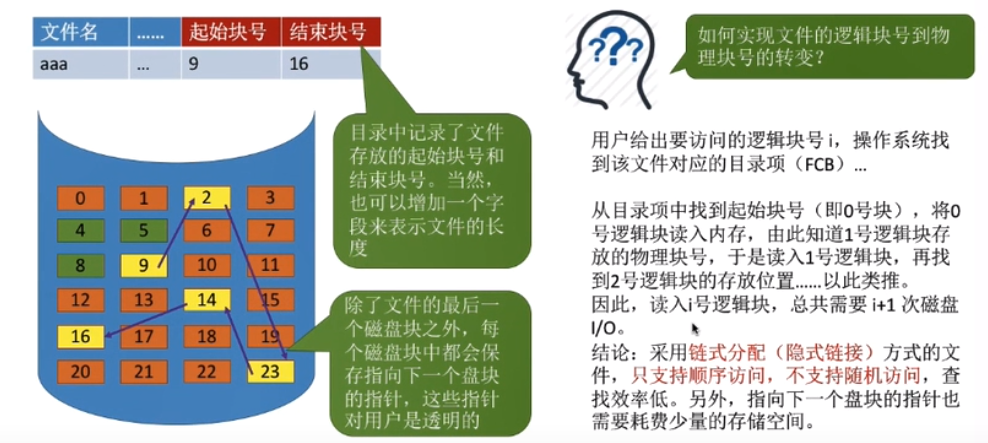 文件名 …… 起始块号 结束块号
aaa … 9 16
目录中记录了文件
存放的起始块号和
结束块号。当然，
也可以增加一个字
段来表示文件的长
度
0 1 2 3
4 5 6 7
8 9 10 11
12 13 14 15
16 17 18 19
20 21 22 23
除了文件的最后一
个磁盘块之外，每
个磁盘块中都会保
存指向下一个盘块
的指针，这些指针
对用户是透明的
???
如何实现文件的逻辑块号到物
理块号的转变？
用户给出要访问的逻辑块号 i，操作系统找
到该文件对应的目录项（FCB）…
从目录项中找到起始块号（即0号块），将0
号逻辑块读入内存，由此知道1号逻辑块存
放的物理块号，于是读入1号逻辑块，再找
到2号逻辑块的存放位置……以此类推。
因此，读入i号逻辑块，总共需要 i+1 次磁盘
I/O。
结论：采用链式分配（隐式链接）方式的文
件，只支持顺序访问，不支持随机访问，查
找效率低。另外，指向下一个盘块的指针也
需要耗费少量的存储空间。